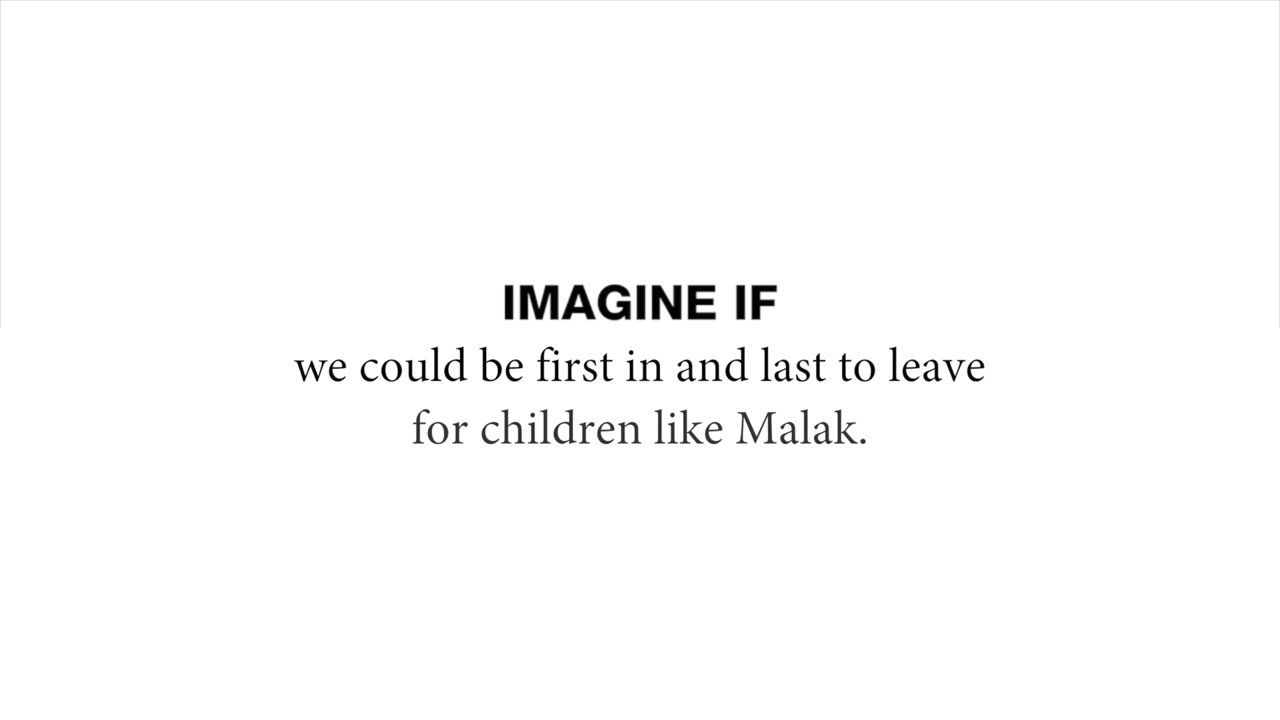 IMAGINE IF
we could be first in and last to leave
for children like Malak.